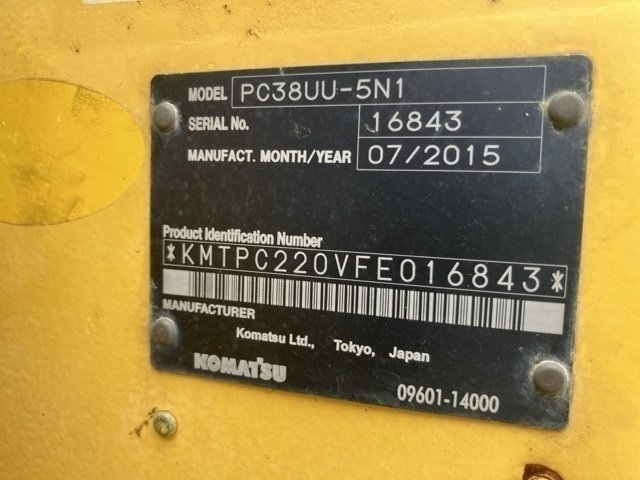 MODEL PC38UU-5N1
SERIAL No. 16843
MANUFACT. MONTH/YEAR 07/2015
Product Identification Number
*KMTPC220VFE016843*
MANUFACTURER
Komatsu Ltd., Tokyo, Japan
KOMATSU
09601-14000